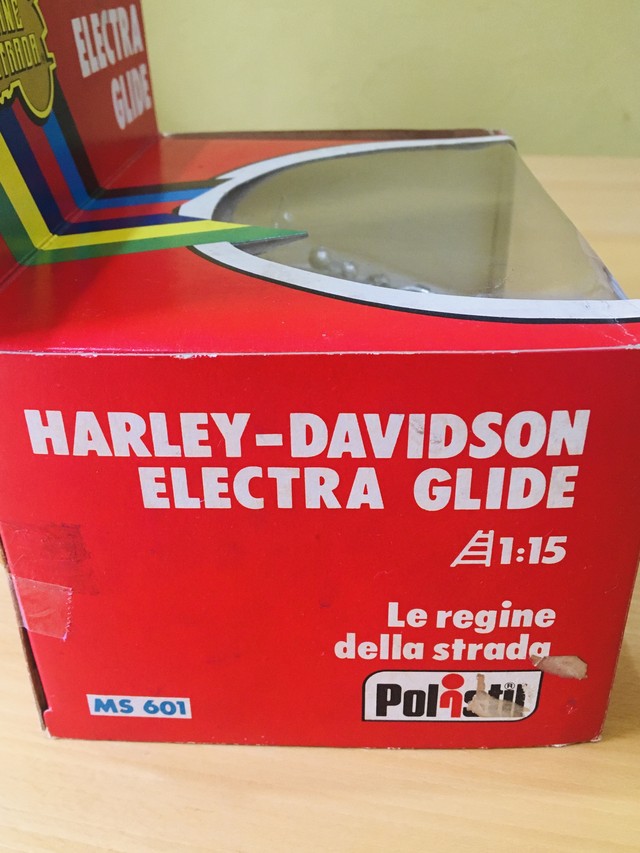 ELECTRA
GLIDE
HARLEY-DAVIDSON
ELECTRA GLIDE
1:15
Le regine
della strada
Polistil®
MS 601